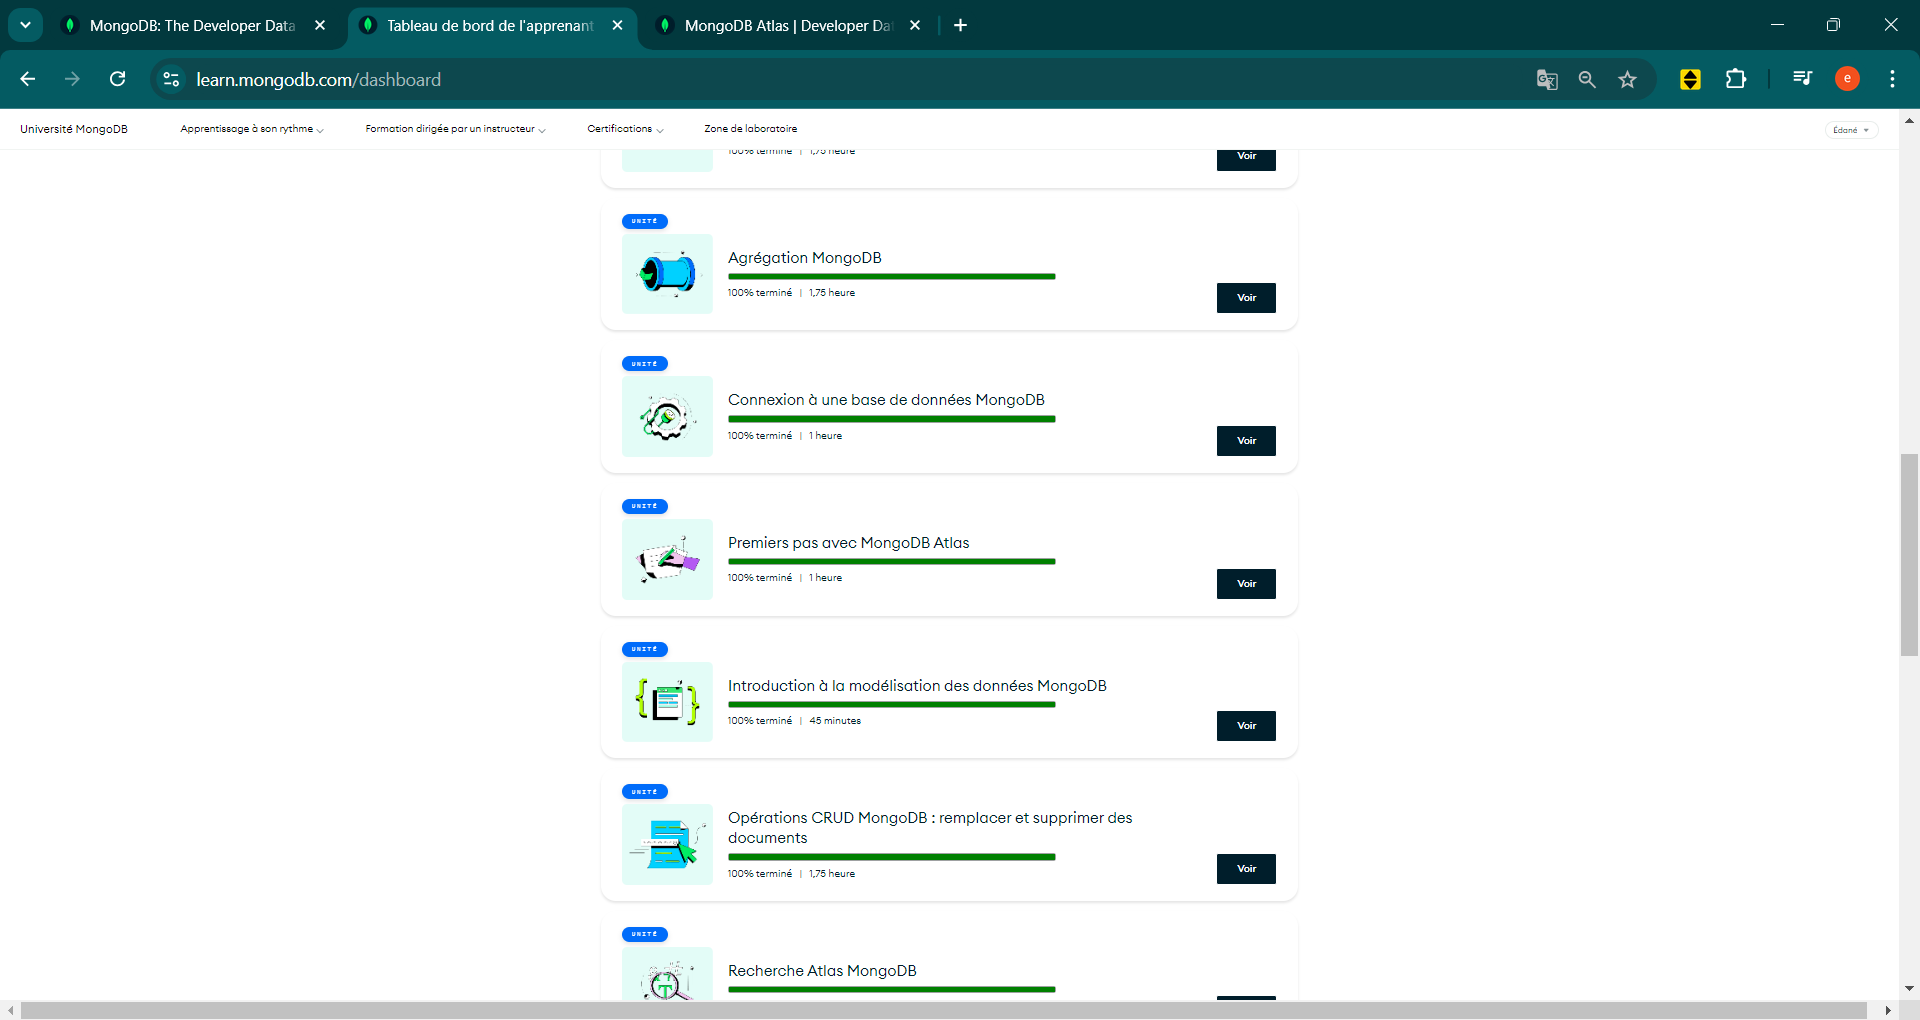 MongoDB: The Developer Data
Tableau de bord de l'apprenant
MongoDB Atlas | Developer Da
learn.mongodb.com/dashboard
e
Université MongoDB
Apprentissage à son rythme
Formation dirigée par un instructeur
Certifications
Zone de laboratoire
Édané
100% terminé | 1,75 heure
Voir
UNITÉ
Agrégation MongoDB
100% terminé | 1,75 heure
Voir
UNITÉ
Connexion à une base de données MongoDB
100% terminé | 1 heure
Voir
UNITÉ
Premiers pas avec MongoDB Atlas
100% terminé | 1 heure
Voir
UNITÉ
Introduction à la modélisation des données MongoDB
100% terminé | 45 minutes
Voir
UNITÉ
Opérations CRUD MongoDB : remplacer et supprimer des
documents
100% terminé | 1,75 heure
Voir
UNITÉ
Recherche Atlas MongoDB